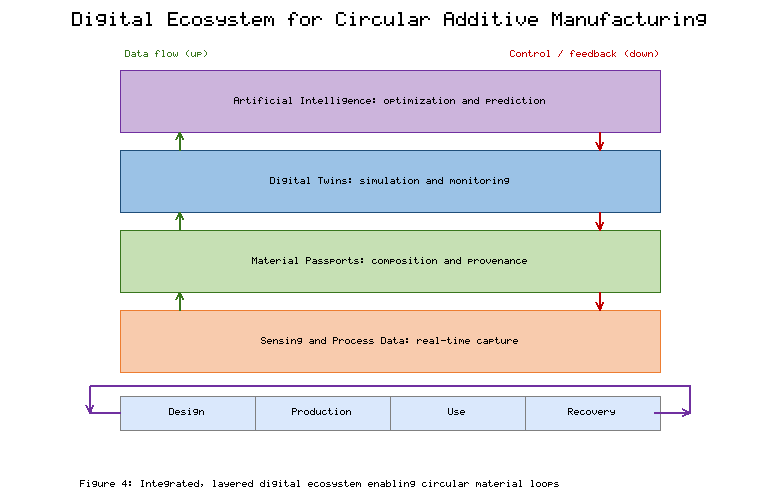 Digital Ecosystem for Circular Additive Manufacturing
Data flow (up)
Control / feedback (down)
Artificial Intelligence: optimization and prediction
Digital Twins: simulation and monitoring
Material Passports: composition and provenance
Sensing and Process Data: real-time capture
Design
Production
Use
Recovery
Figure 4: Integrated, layered digital ecosystem enabling circular material loops